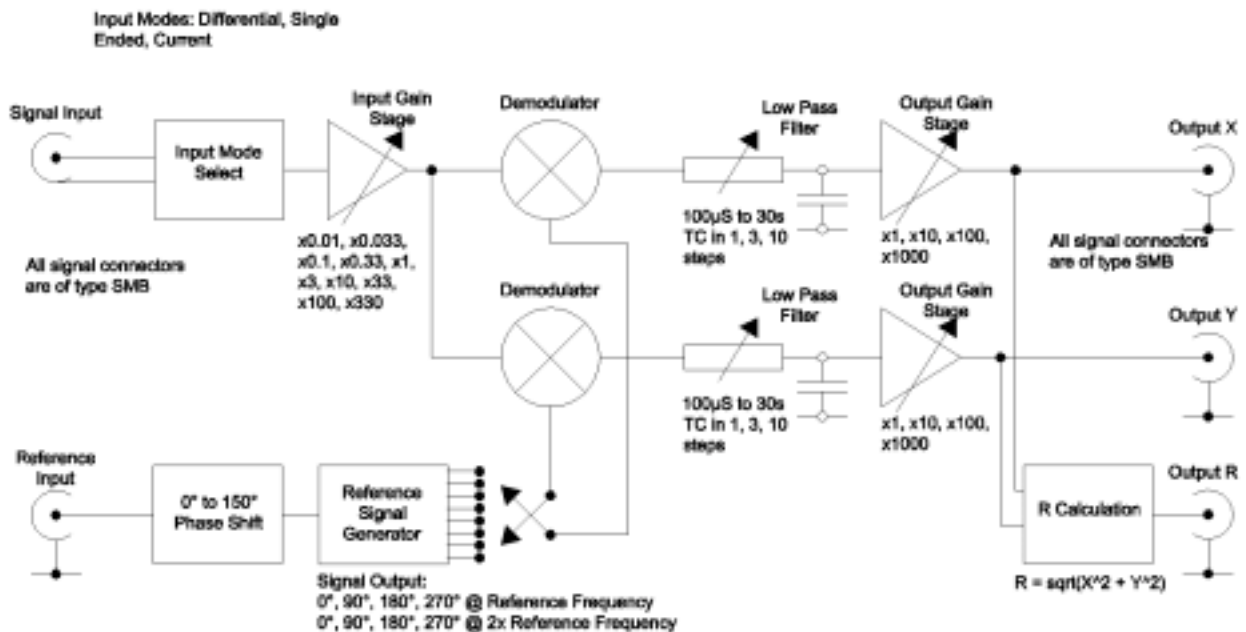 Input Modes: Differential, Single
Ended, Current
Signal Input
Input Mode
Select
Input Gain
Stage
x0.01, x0.033,
x0.1, x0.33, x1,
x3, x10, x33,
x100, x330
Demodulator
Low Pass
Filter
100µS to 30s
TC in 1, 3, 10
steps
Output Gain
Stage
x1, x10, x100,
x1000
Output X
All signal connectors
are of type SMB
All signal connectors
are of type SMB
Demodulator
Low Pass
Filter
100µS to 30s
TC in 1, 3, 10
steps
Output Gain
Stage
x1, x10, x100,
x1000
Output Y
Reference
Input
0° to 150°
Phase Shift
Reference
Signal
Generator
Signal Output:
0°, 90°, 180°, 270° @ Reference Frequency
0°, 90°, 180°, 270° @ 2x Reference Frequency
R Calculation
R = sqrt(X^2 + Y^2)
Output R